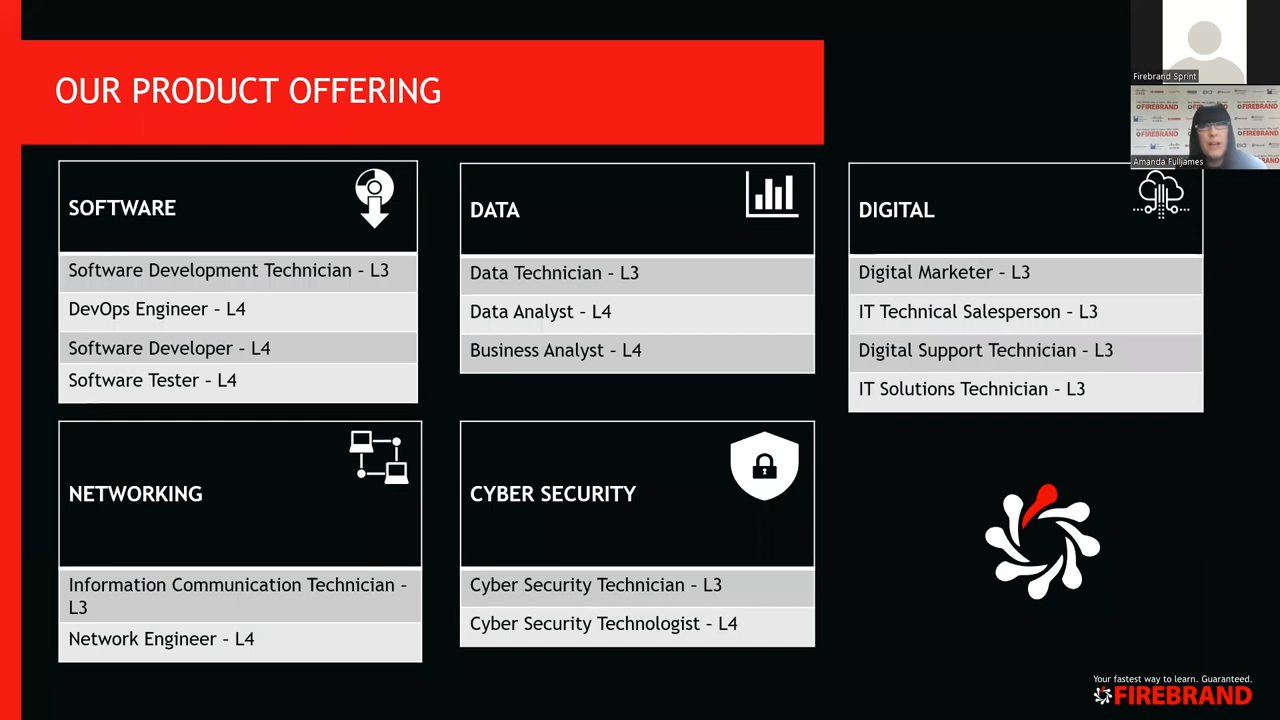 OUR PRODUCT OFFERING
Firebrand Sprint
FIREBRAND
FIREBRAND
FIREBRAND
Amanda Fulljames
SOFTWARE
Software Development Technician – L3
DevOps Engineer – L4
Software Developer – L4
Software Tester – L4
DATA
Data Technician – L3
Data Analyst – L4
Business Analyst – L4
DIGITAL
Digital Marketer – L3
IT Technical Salesperson – L3
Digital Support Technician – L3
IT Solutions Technician – L3
NETWORKING
Information Communication Technician –
L3
Network Engineer – L4
CYBER SECURITY
Cyber Security Technician – L3
Cyber Security Technologist – L4
Your fastest way to learn. Guaranteed.
FIREBRAND